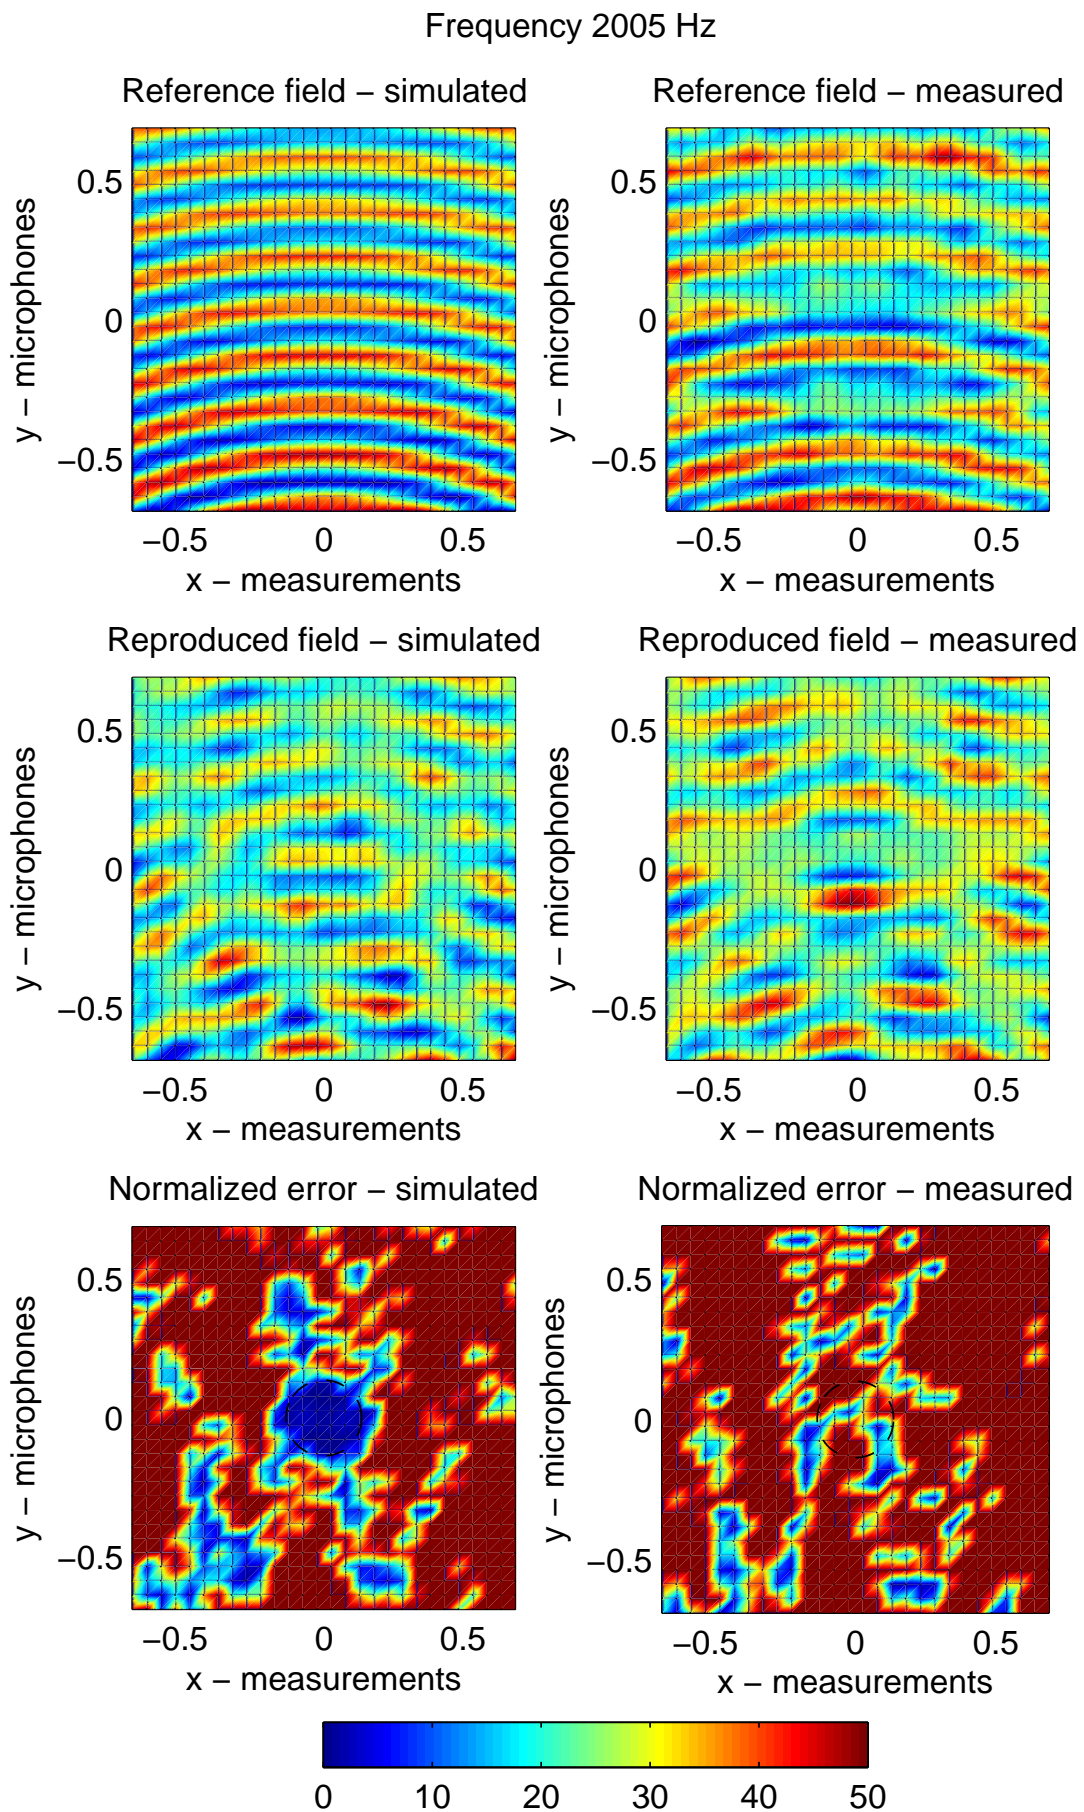 Frequency 2005 Hz
Reference field − simulated
Reference field − measured
0.5
0
−0.5
y − microphones
−0.5 0 0.5
x − measurements
0.5
0
−0.5
y − microphones
−0.5 0 0.5
x − measurements
Reproduced field − simulated
Reproduced field − measured
0.5
0
−0.5
y − microphones
−0.5 0 0.5
x − measurements
0.5
0
−0.5
y − microphones
−0.5 0 0.5
x − measurements
Normalized error − simulated
Normalized error − measured
0.5
0
−0.5
y − microphones
−0.5 0 0.5
x − measurements
0.5
0
−0.5
y − microphones
−0.5 0 0.5
x − measurements
0 10 20 30 40 50